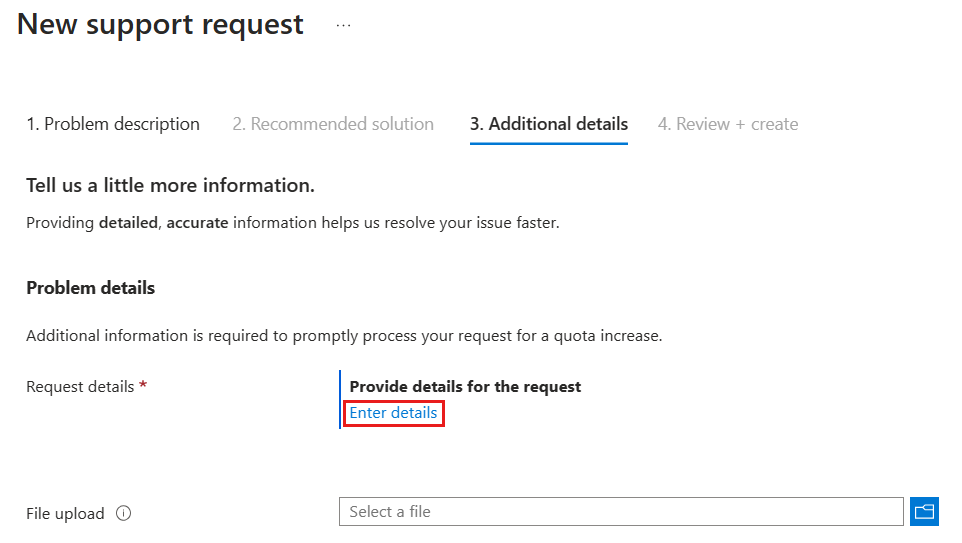 New support request ...
1. Problem description 2. Recommended solution 3. Additional details 4. Review + create
Tell us a little more information.
Providing detailed, accurate information helps us resolve your issue faster.
Problem details
Additional information is required to promptly process your request for a quota increase.
Request details * Provide details for the request
Enter details
File upload Select a file